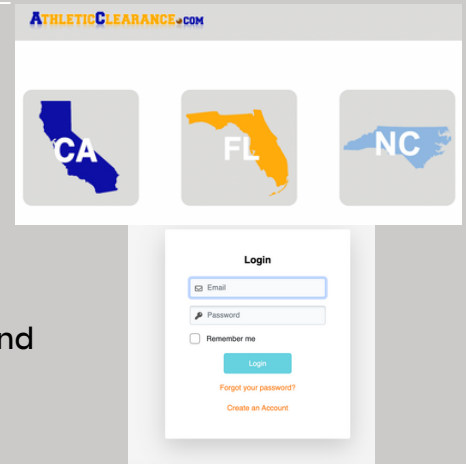 ATHLETICCLEARANCE.COM
CA FL NC
Login
Email
Password
nd
Remember me
Login
Forgot your password?
Create an Account